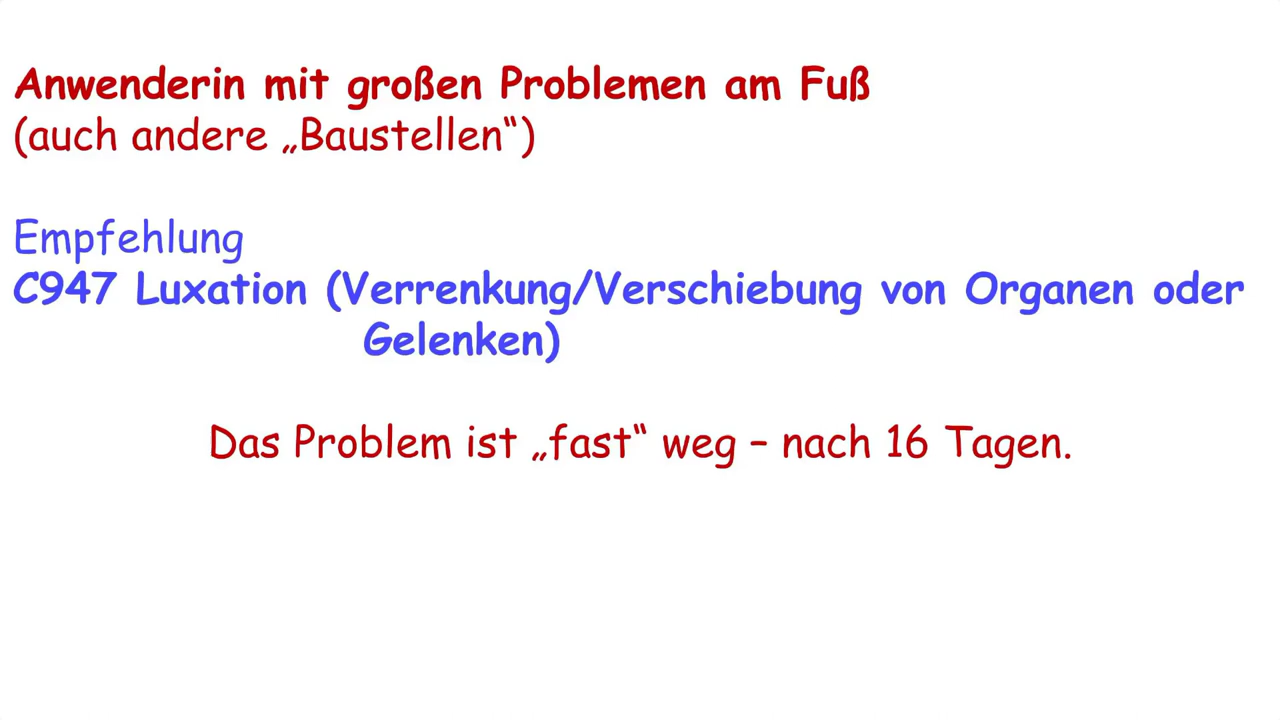 Anwenderin mit großen Problemen am Fuß
(auch andere „Baustellen“)
Empfehlung
C947 Luxation (Verrenkung/Verschiebung von Organen oder
Gelenken)
Das Problem ist „fast“ weg – nach 16 Tagen.